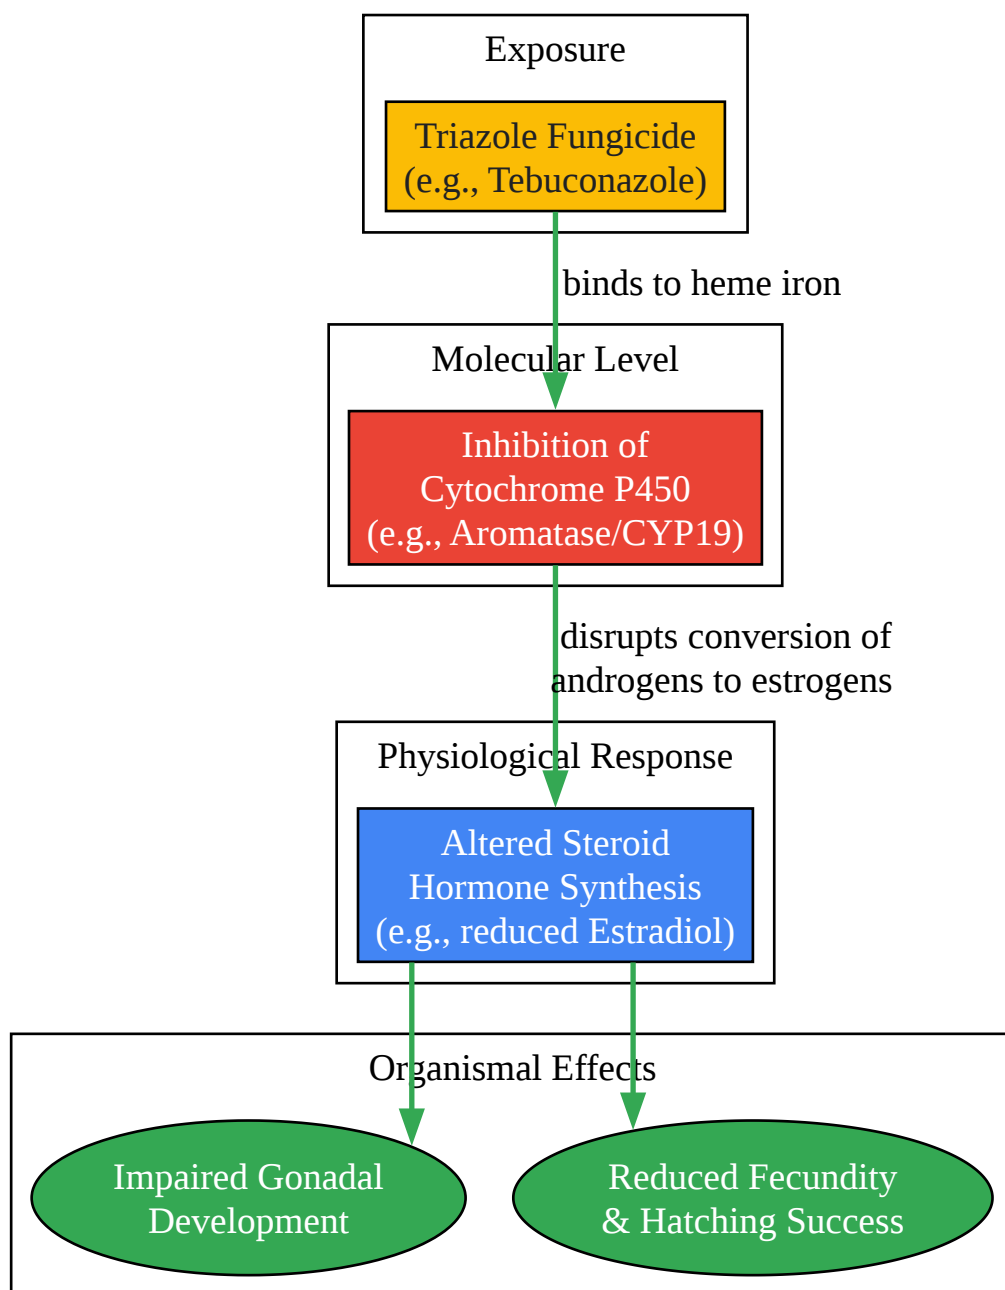 Exposure
Triazole Fungicide
(e.g., Tebuconazole)
binds to heme iron
Molecular Level
Inhibition of
Cytochrome P450
(e.g., Aromatase/CYP19)
disrupts conversion of
androgens to estrogens
Physiological Response
Altered Steroid
Hormone Synthesis
(e.g., reduced Estradiol)
Organismal Effects
Impaired Gonadal
Development
Reduced Fecundity
& Hatching Success